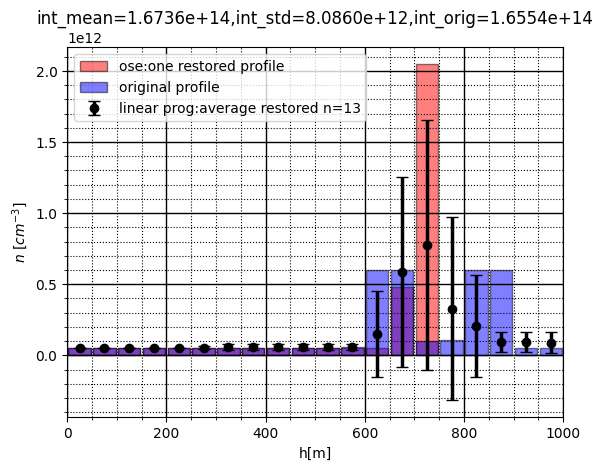 int_mean=1.6736e+14,int_std=8.0860e+12,int_orig=1.6554e+14
1e12
ose:one restored profile
original profile
linear prog:average restored n=13
2.0
1.5
1.0
0.5
0.0
n [cm⁻³]
0 200 400 600 800 1000
h[m]